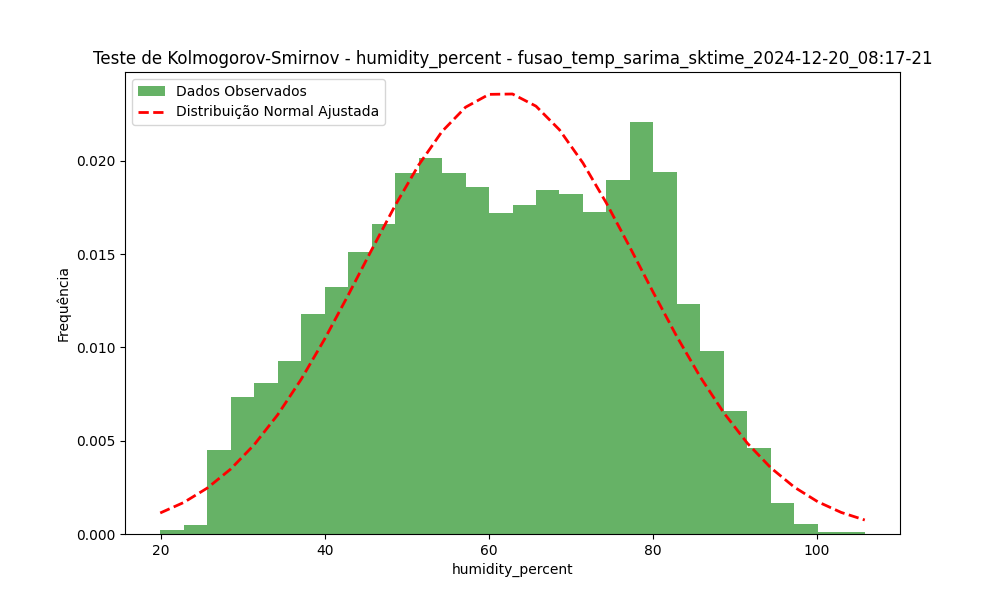 Teste de Kolmogorov-Smirnov - humidity_percent - fusao_temp_sarima_sktime_2024-12-20_08:17-21
Dados Observados
Distribuição Normal Ajustada
Frequência
0.020
0.015
0.010
0.005
0.000
20 40 60 80 100
humidity_percent